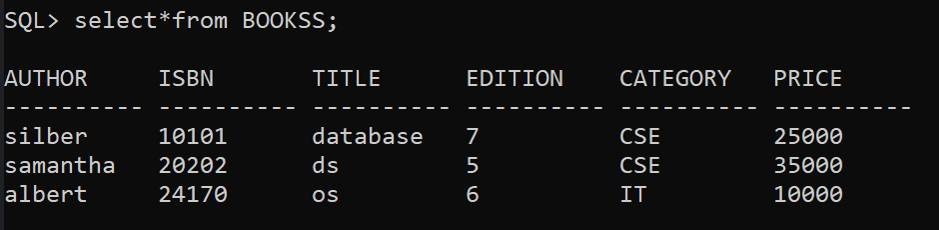 SQL> select*from BOOKSS;
AUTHOR     ISBN       TITLE      EDITION    CATEGORY   PRICE
---------- ---------- ---------- ---------- ---------- ----------
silber     10101      database   7          CSE        25000
samantha   20202      ds         5          CSE        35000
albert     24170      os         6          IT         10000